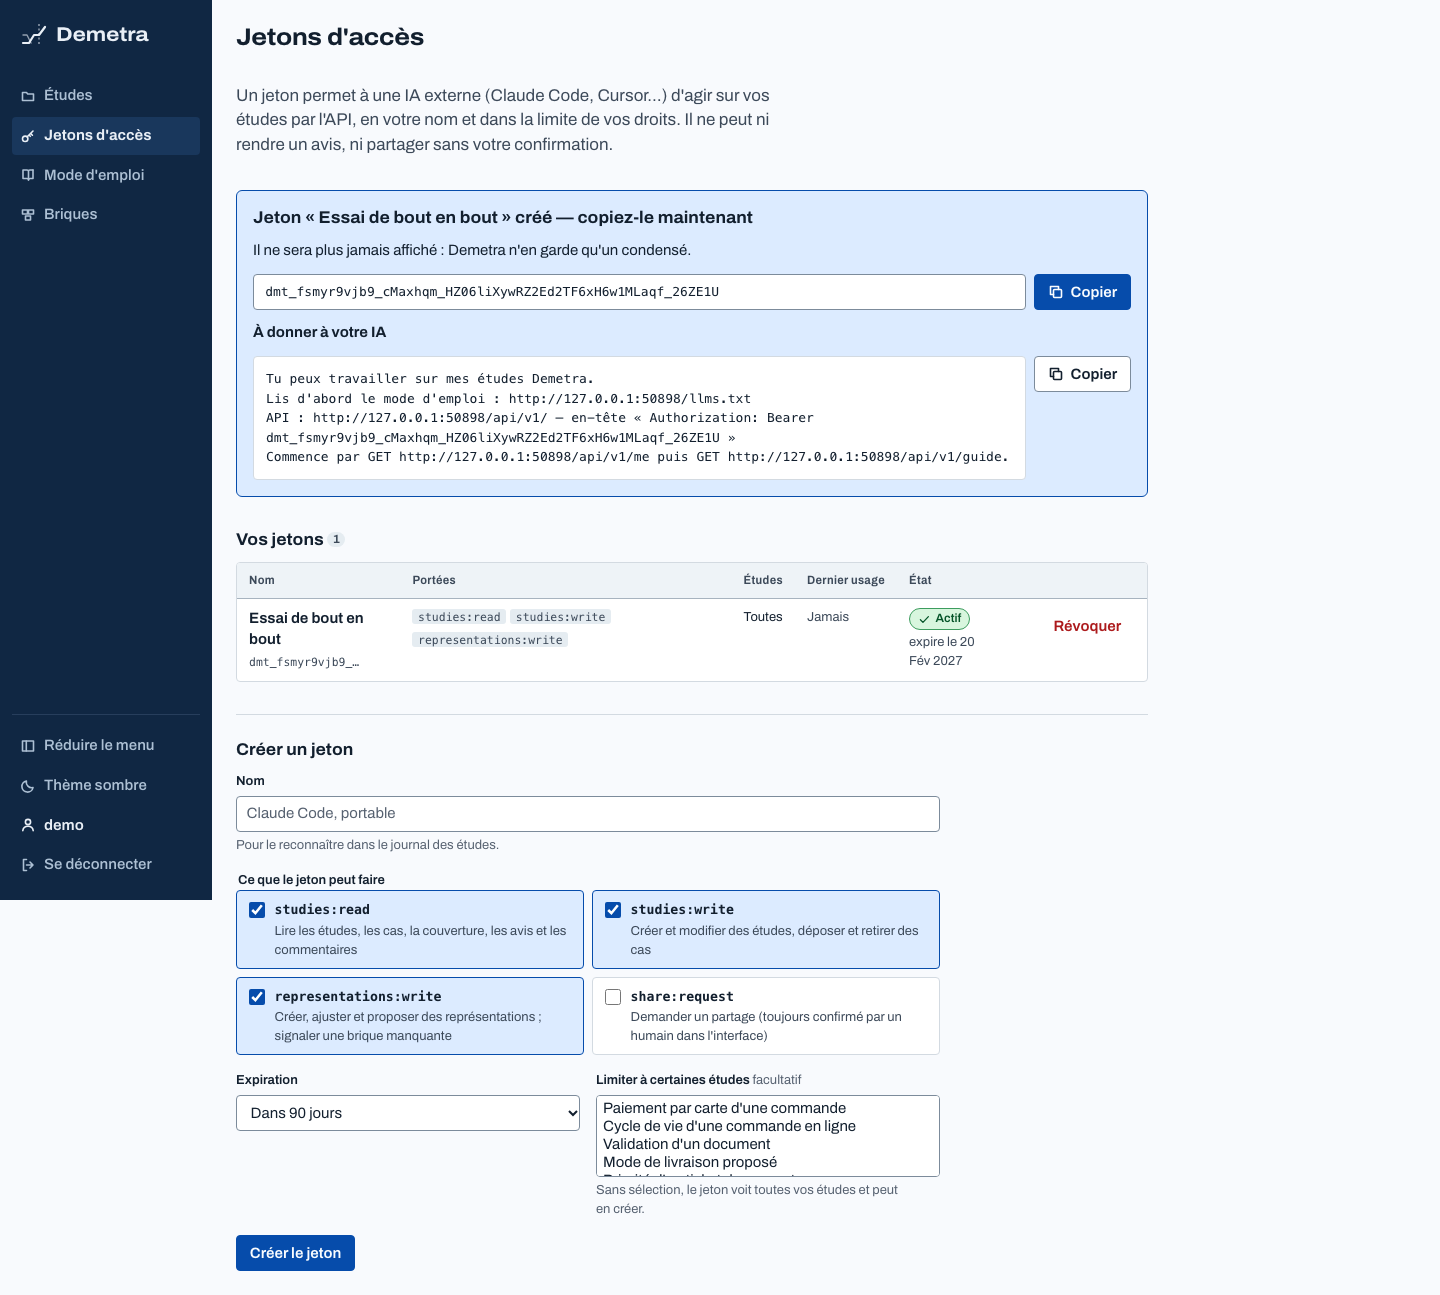 Demetra
Études
Jetons d'accès
Mode d'emploi
Briques
Réduire le menu
Thème sombre
demo
Se déconnecter
Jetons d'accès
Un jeton permet à une IA externe (Claude Code, Cursor…) d'agir sur vos
études par l'API, en votre nom et dans la limite de vos droits. Il ne peut ni
rendre un avis, ni partager sans votre confirmation.
Jeton « Essai de bout en bout » créé — copiez-le maintenant
Il ne sera plus jamais affiché : Demetra n'en garde qu'un condensé.
dmt_fsmyr9vjb9_cMaxhqm_HZ06liXywRZ2Ed2TF6xH6w1MLaqf_26ZE1U
Copier
À donner à votre IA
Tu peux travailler sur mes études Demetra.
Lis d'abord le mode d'emploi : http://127.0.0.1:50898/llms.txt
API : http://127.0.0.1:50898/api/v1/ — en-tête « Authorization: Bearer
dmt_fsmyr9vjb9_cMaxhqm_HZ06liXywRZ2Ed2TF6xH6w1MLaqf_26ZE1U »
Commence par GET http://127.0.0.1:50898/api/v1/me puis GET http://127.0.0.1:50898/api/v1/guide.
Copier
Vos jetons 1
Nom Portées Études Dernier usage État
Essai de bout en
bout
dmt_fsmyr9vjb9_…
studies:read studies:write
representations:write
Toutes
Jamais
Actif
expire le 20
Fév 2027
Révoquer
Créer un jeton
Nom
Claude Code, portable
Pour le reconnaître dans le journal des études.
Ce que le jeton peut faire
studies:read
Lire les études, les cas, la couverture, les avis et les
commentaires
studies:write
Créer et modifier des études, déposer et retirer des
cas
representations:write
Créer, ajuster et proposer des représentations ;
signaler une brique manquante
share:request
Demander un partage (toujours confirmé par un
humain dans l'interface)
Expiration
Dans 90 jours
Limiter à certaines études facultatif
Paiement par carte d'une commande
Cycle de vie d'une commande en ligne
Validation d'un document
Mode de livraison proposé
Sans sélection, le jeton voit toutes vos études et peut
en créer.
Créer le jeton